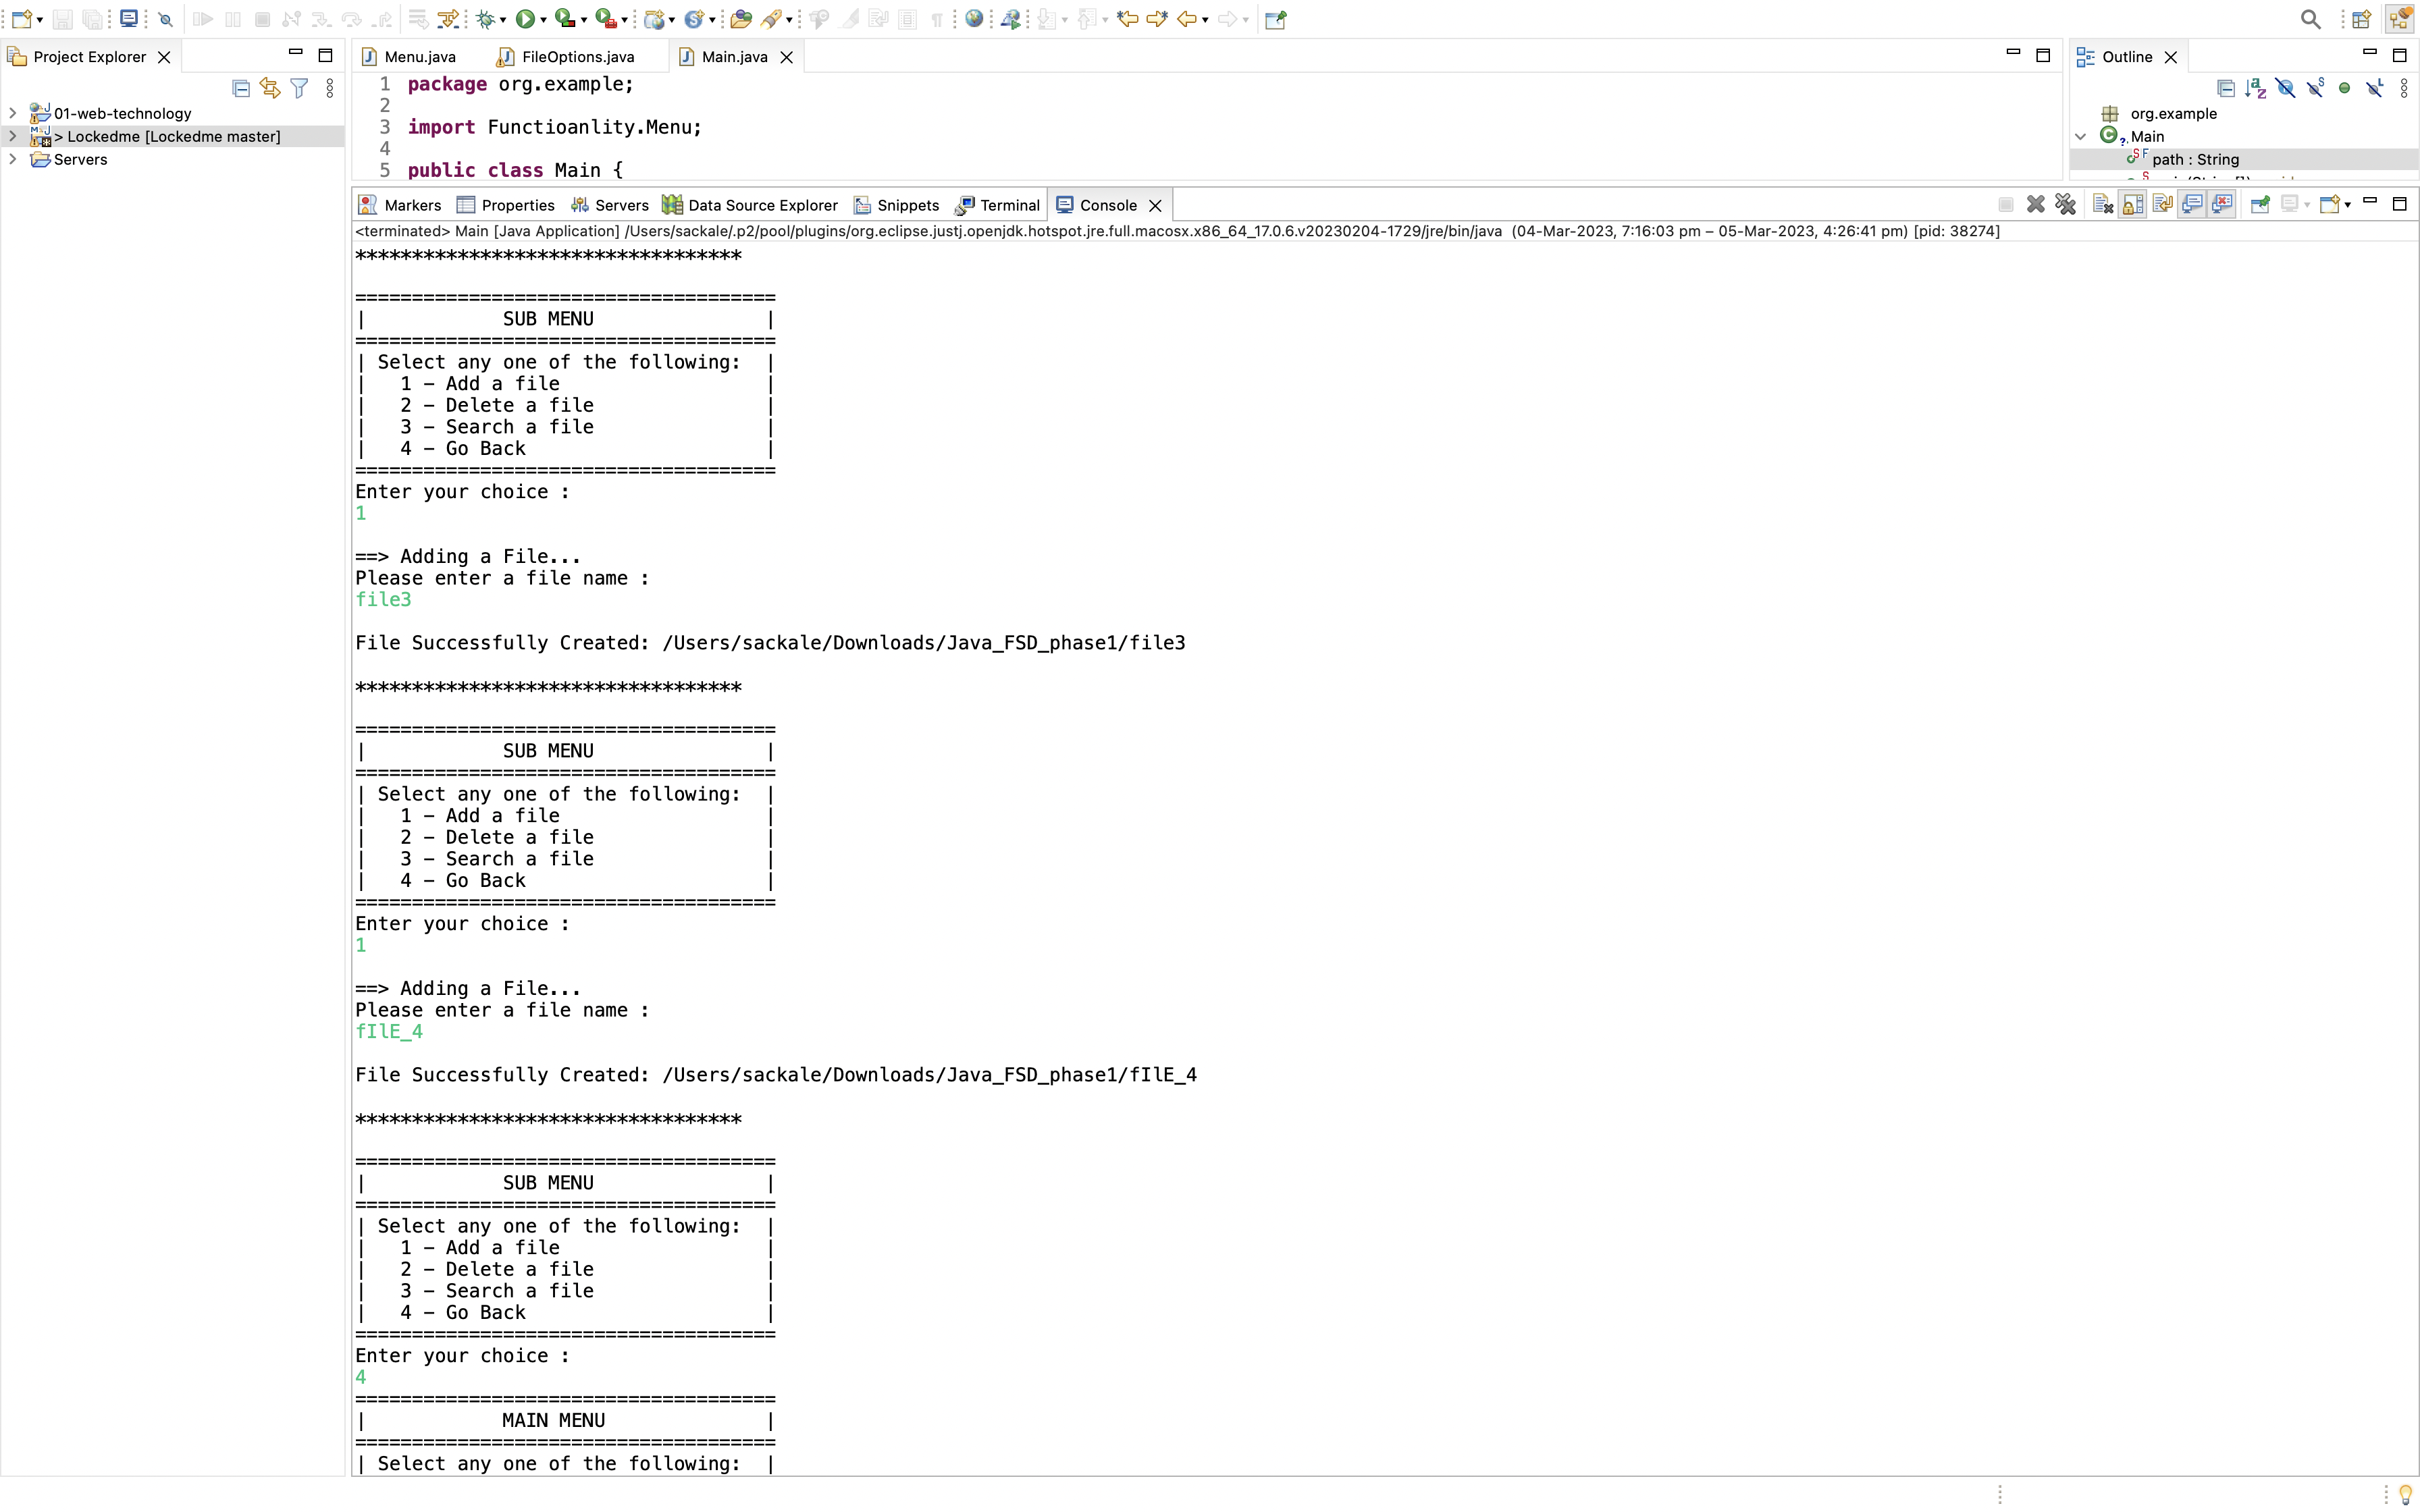 Project Explorer
01-web-technology
> Lockedme [Lockedme master]
Servers
Menu.java FileOptions.java Main.java
1 package org.example;
2
3 import Functioanlity.Menu;
4
5 public class Main {
Outline
org.example
Main
path : String
Markers Properties Servers Data Source Explorer Snippets Terminal Console
<terminated> Main [Java Application] /Users/sackale/.p2/pool/plugins/org.eclipse.justj.openjdk.hotspot.jre.full.macosx.x86_64_17.0.6.v20230204-1729/jre/bin/java (04-Mar-2023, 7:16:03 pm – 05-Mar-2023, 4:26:41 pm) [pid: 38274]
**********************************
=====================================
| SUB MENU |
=====================================
| Select any one of the following: |
| 1 – Add a file |
| 2 – Delete a file |
| 3 – Search a file |
| 4 – Go Back |
=====================================
Enter your choice :
1
==> Adding a File...
Please enter a file name :
file3
File Successfully Created: /Users/sackale/Downloads/Java_FSD_phase1/file3
**********************************
=====================================
| SUB MENU |
=====================================
| Select any one of the following: |
| 1 – Add a file |
| 2 – Delete a file |
| 3 – Search a file |
| 4 – Go Back |
=====================================
Enter your choice :
1
==> Adding a File...
Please enter a file name :
fIlE_4
File Successfully Created: /Users/sackale/Downloads/Java_FSD_phase1/fIlE_4
**********************************
=====================================
| SUB MENU |
=====================================
| Select any one of the following: |
| 1 – Add a file |
| 2 – Delete a file |
| 3 – Search a file |
| 4 – Go Back |
=====================================
Enter your choice :
4
=====================================
| MAIN MENU |
=====================================
| Select any one of the following: |